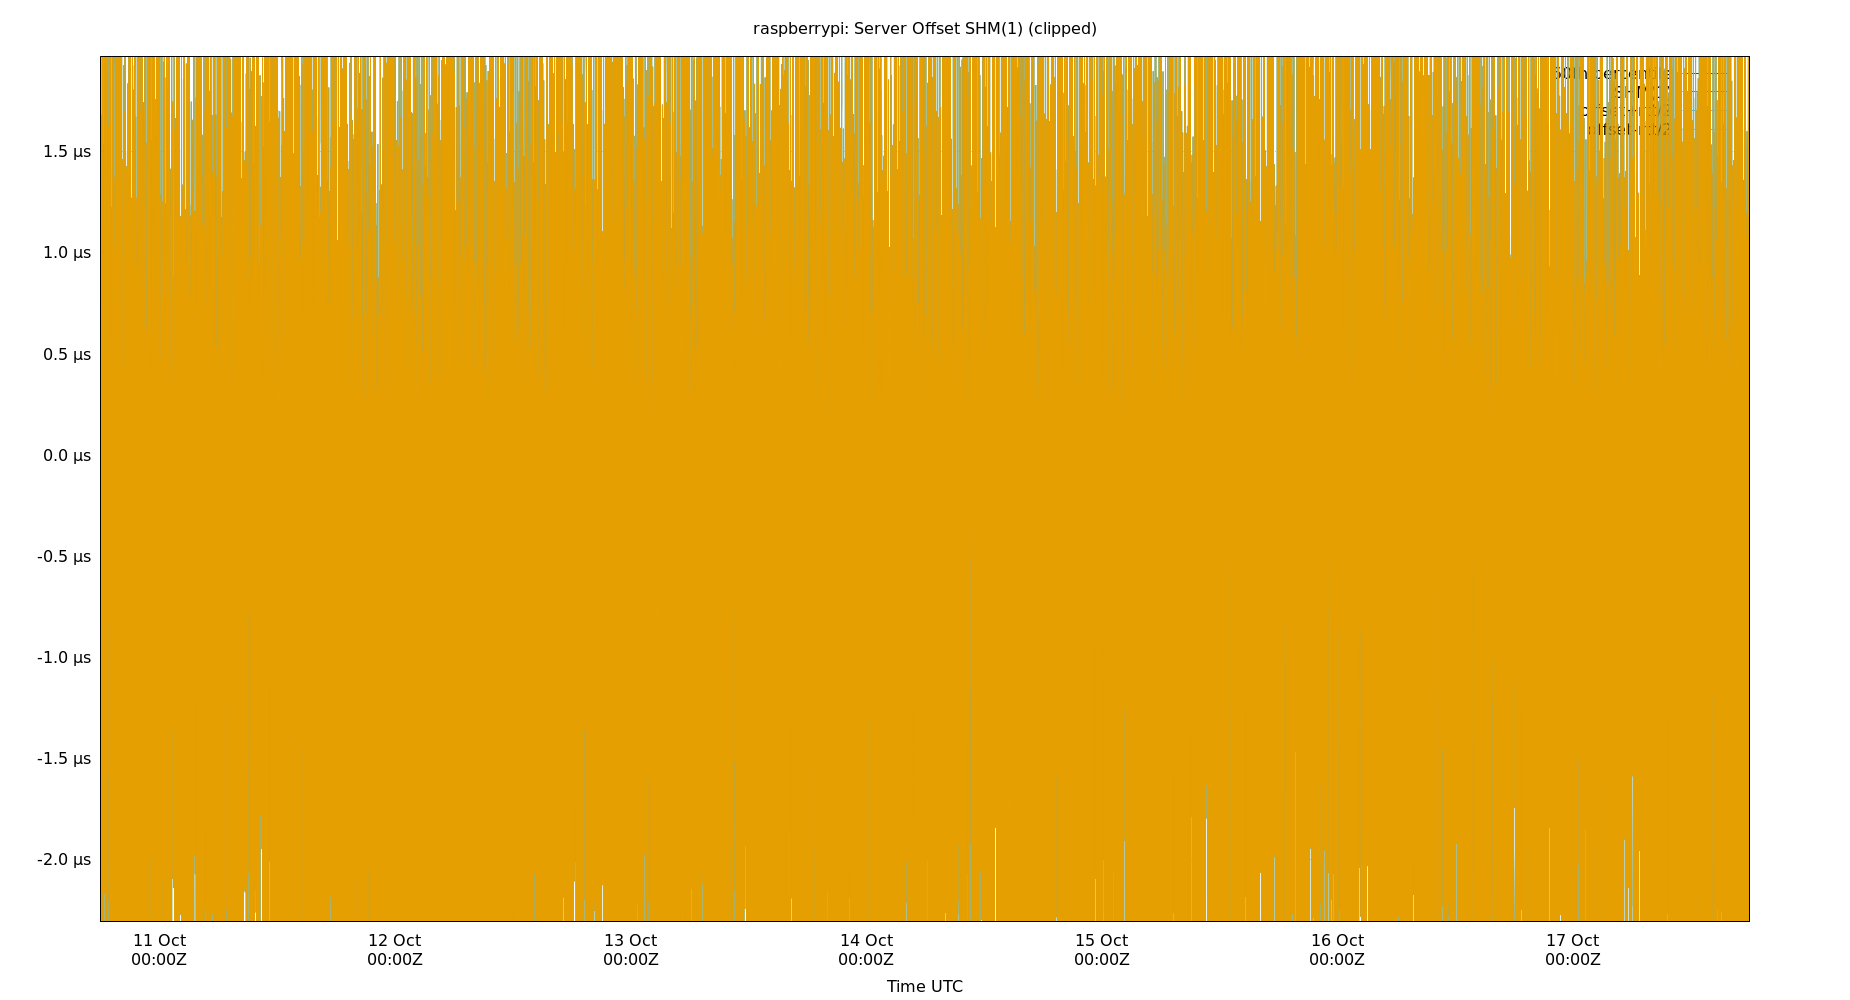 raspberrypi: Server Offset SHM(1) (clipped)
1.5 µs
1.0 µs
0.5 µs
0.0 µs
-0.5 µs
-1.0 µs
-1.5 µs
-2.0 µs
11 Oct
00:00Z
12 Oct
00:00Z
13 Oct
00:00Z
14 Oct
00:00Z
15 Oct
00:00Z
16 Oct
00:00Z
17 Oct
00:00Z
Time UTC